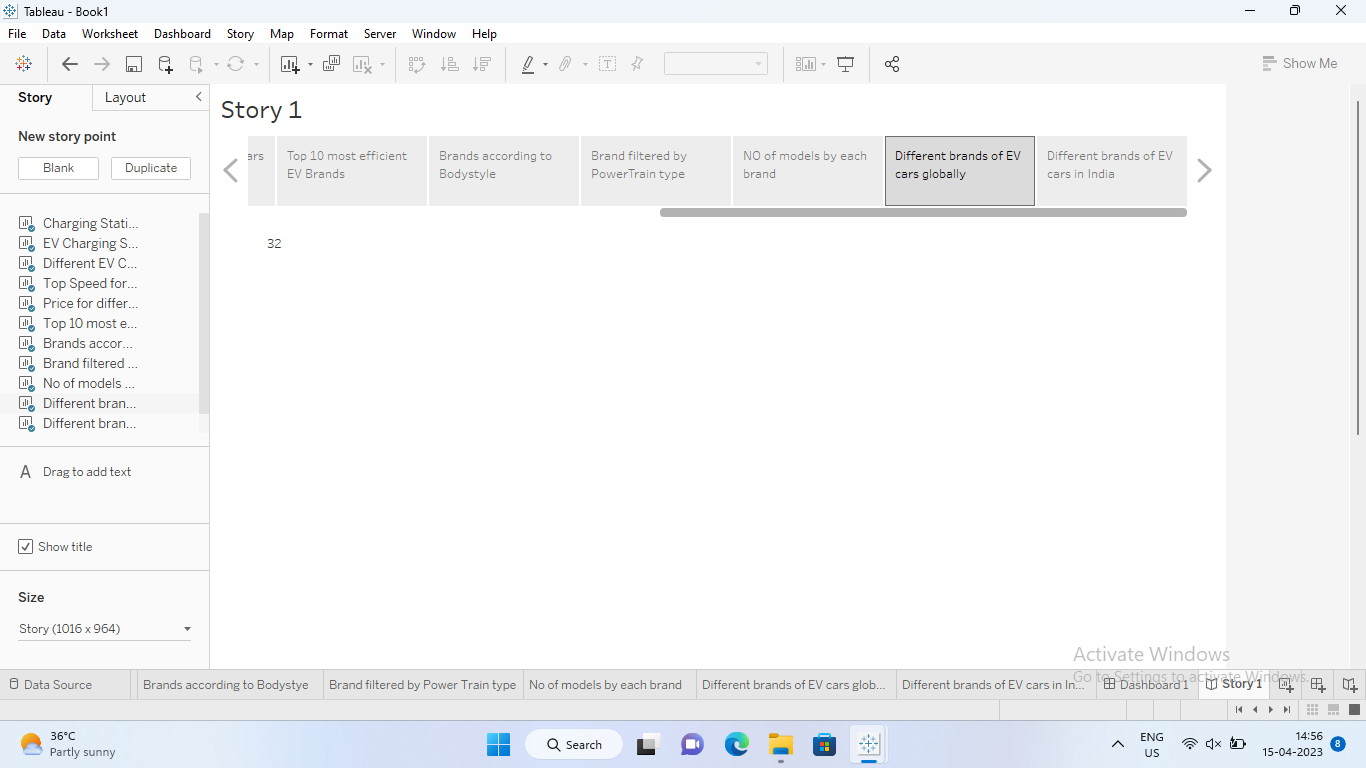 Tableau - Book1
File Data Worksheet Dashboard Story Map Format Server Window Help
Show Me
Story Layout
New story point
Blank Duplicate
Charging Stati...
EV Charging S...
Different EV C...
Top Speed for...
Price for differ...
Top 10 most e...
Brands accor...
Brand filtered ...
No of models ...
Different bran...
Different bran...
A Drag to add text
Show title
Size
Story (1016 x 964)
Story 1
ars
Top 10 most efficient
EV Brands
Brands according to
Bodystyle
Brand filtered by
PowerTrain type
NO of models by each
brand
Different brands of EV
cars globally
Different brands of EV
cars in India
32
Activate Windows
Go to Settings to activate Windows.
Data Source Brands according to Bodystye Brand filtered by Power Train type No of models by each brand Different brands of EV cars glob... Different brands of EV cars in In... Dashboard 1 Story 1
36°C
Partly sunny
Search
ENG
US
14:56
15-04-2023
8